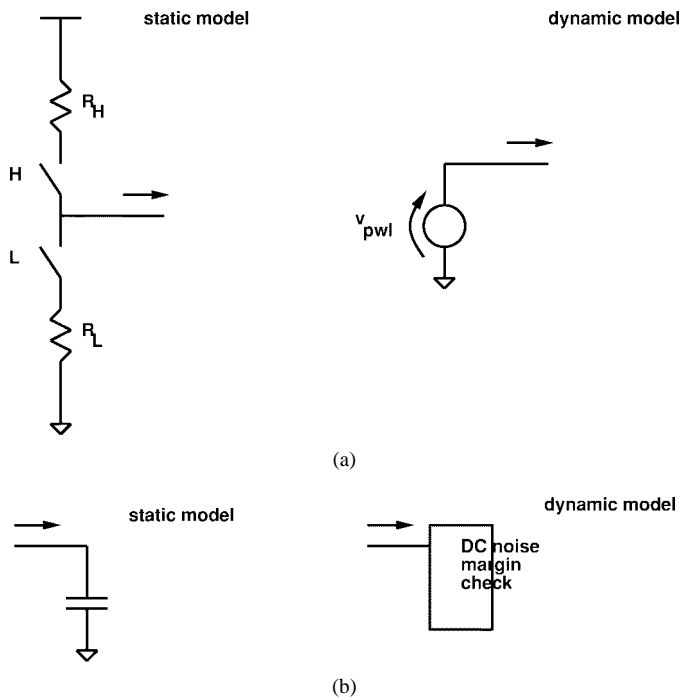 static model
dynamic model
R_H
H
v_pwl
L
R_L
(a)
static model
dynamic model
DC noise
margin
check
(b)